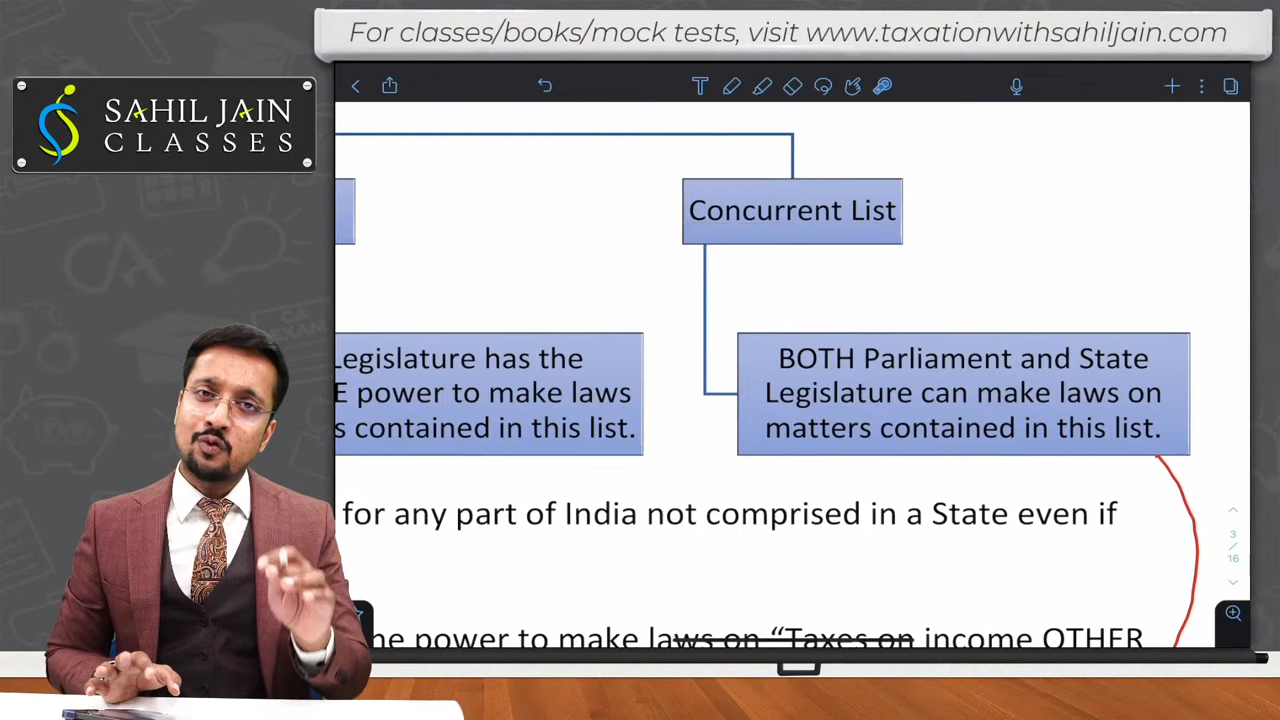 For classes/books/mock tests, visit www.taxationwithsahiljain.com
SAHIL JAIN
CLASSES
Concurrent List
Legislature has the
E power to make laws
s contained in this list.
BOTH Parliament and State
Legislature can make laws on
matters contained in this list.
for any part of India not comprised in a State even if
3
/
16
he power to make laws on “Taxes on income OTHER